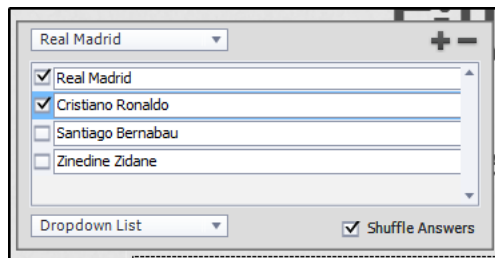 Real Madrid
Real Madrid
Cristiano Ronaldo
Santiago Bernabau
Zinedine Zidane
Dropdown List
Shuffle Answers